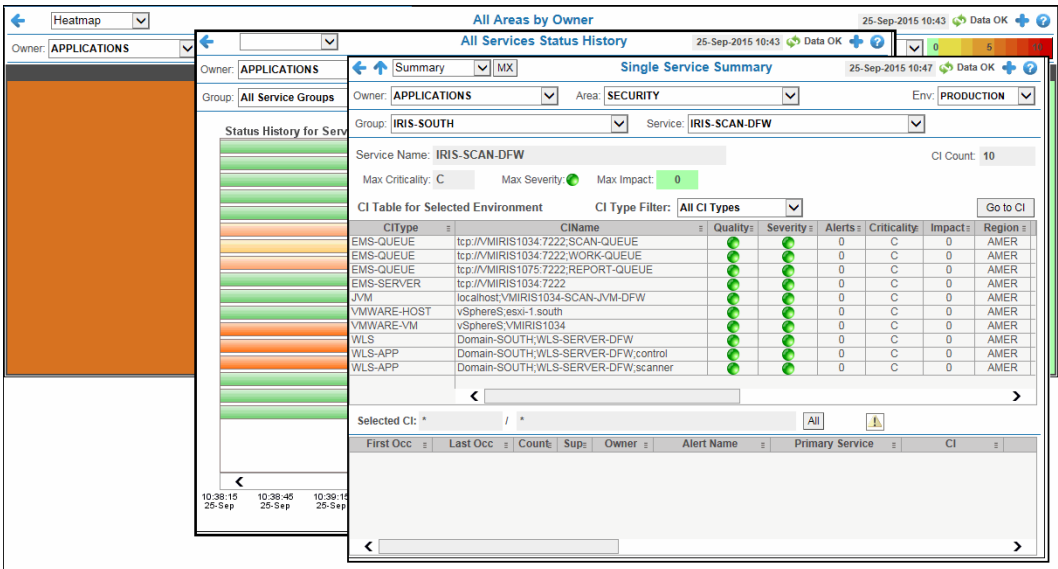 Heatmap All Areas by Owner 25-Sep-2015 10:43 Data OK
Owner: APPLICATIONS 0 5
All Services Status History 25-Sep-2015 10:43 Data OK
Owner: APPLICATIONS
Group: All Service Groups
Status History for Serv
10:38:15 10:38:45 10:39:15
25-Sep 25-Sep 25-Sep
Summary MX Single Service Summary 25-Sep-2015 10:47 Data OK
Owner: APPLICATIONS Area: SECURITY Env: PRODUCTION
Group: IRIS-SOUTH Service: IRIS-SCAN-DFW
Service Name: IRIS-SCAN-DFW CI Count: 10
Max Criticality: C Max Severity: Max Impact: 0
CI Table for Selected Environment CI Type Filter: All CI Types Go to CI
CIType CIName Quality Severity Alerts Criticality Impact Region
EMS-QUEUE tcp://VMIRIS1034:7222;SCAN-QUEUE 0 C 0 AMER
EMS-QUEUE tcp://VMIRIS1034:7222;WORK-QUEUE 0 C 0 AMER
EMS-QUEUE tcp://VMIRIS1075:7222;REPORT-QUEUE 0 C 0 AMER
EMS-SERVER tcp://VMIRIS1034:7222 0 C 0 AMER
JVM localhost;VMIRIS1034-SCAN-JVM-DFW 0 C 0 AMER
VMWARE-HOST vSphereS;esxi-1.south 0 C 0 AMER
VMWARE-VM vSphereS;VMIRIS1034 0 C 0 AMER
WLS Domain-SOUTH;WLS-SERVER-DFW 0 C 0 AMER
WLS-APP Domain-SOUTH;WLS-SERVER-DFW;control 0 C 0 AMER
WLS-APP Domain-SOUTH;WLS-SERVER-DFW;scanner 0 C 0 AMER
Selected CI: * / * All
First Occ Last Occ Count Sup Owner Alert Name Primary Service CI